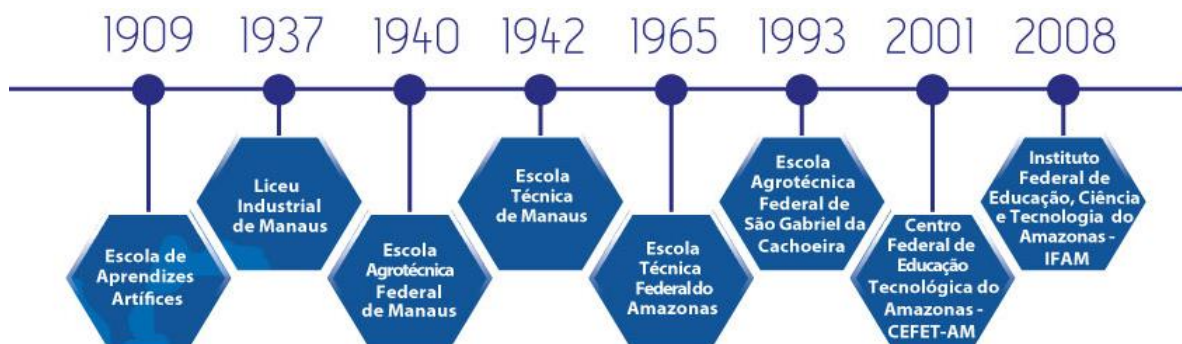 1909 1937 1940 1942 1965 1993 2001 2008
Escola de
Aprendizes
Artífices
Liceu
Industrial
de Manaus
Escola
Agrotécnica
Federal
de Manaus
Escola
Técnica
de Manaus
Escola
Técnica
Federal do
Amazonas
Escola
Agrotécnica
Federal de
São Gabriel da
Cachoeira
Centro
Federal de
Educação
Tecnológica do
Amazonas -
CEFET-AM
Instituto
Federal de
Educação, Ciência
e Tecnologia do
Amazonas -
IFAM